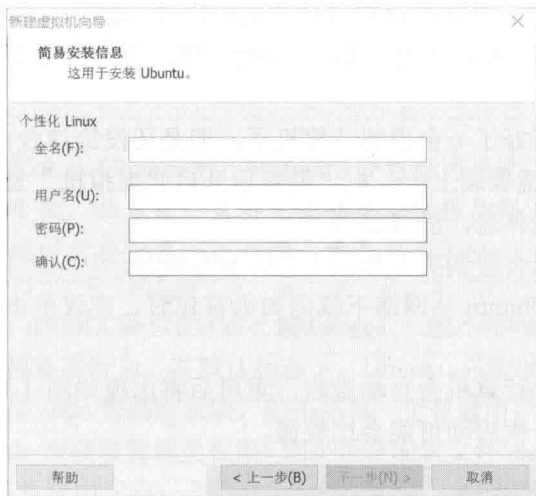 新建虚拟机向导
简易安装信息
这用于安装 Ubuntu。
个性化 Linux
全名(F):
用户名(U):
密码(P):
确认(C):
帮助
< 上一步(B)
下一步(N) >
取消